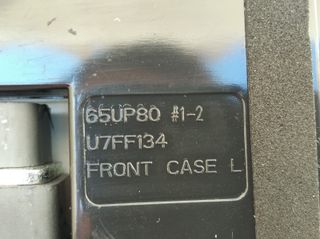 65UP80 #1-2
U7FF134
FRONT CASE L